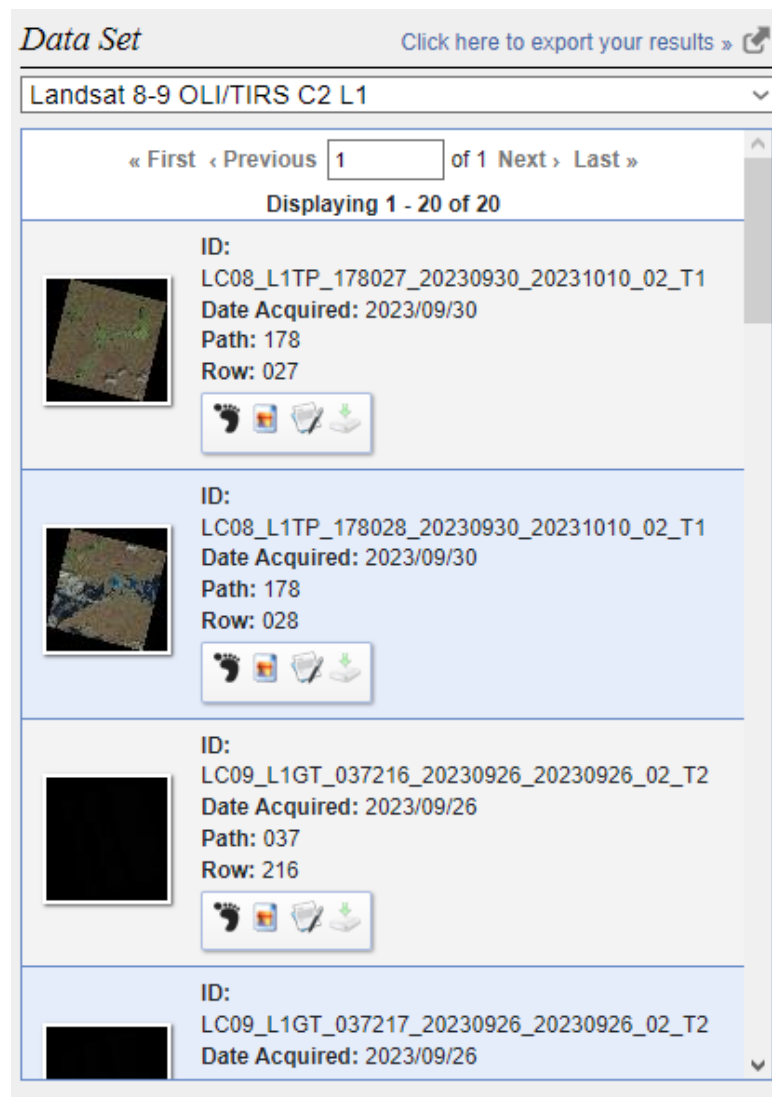 Data Set Click here to export your results »
Landsat 8-9 OLI/TIRS C2 L1
« First ‹ Previous 1 of 1 Next › Last »
Displaying 1 - 20 of 20
ID:
LC08_L1TP_178027_20230930_20231010_02_T1
Date Acquired: 2023/09/30
Path: 178
Row: 027
ID:
LC08_L1TP_178028_20230930_20231010_02_T1
Date Acquired: 2023/09/30
Path: 178
Row: 028
ID:
LC09_L1GT_037216_20230926_20230926_02_T2
Date Acquired: 2023/09/26
Path: 037
Row: 216
ID:
LC09_L1GT_037217_20230926_20230926_02_T2
Date Acquired: 2023/09/26